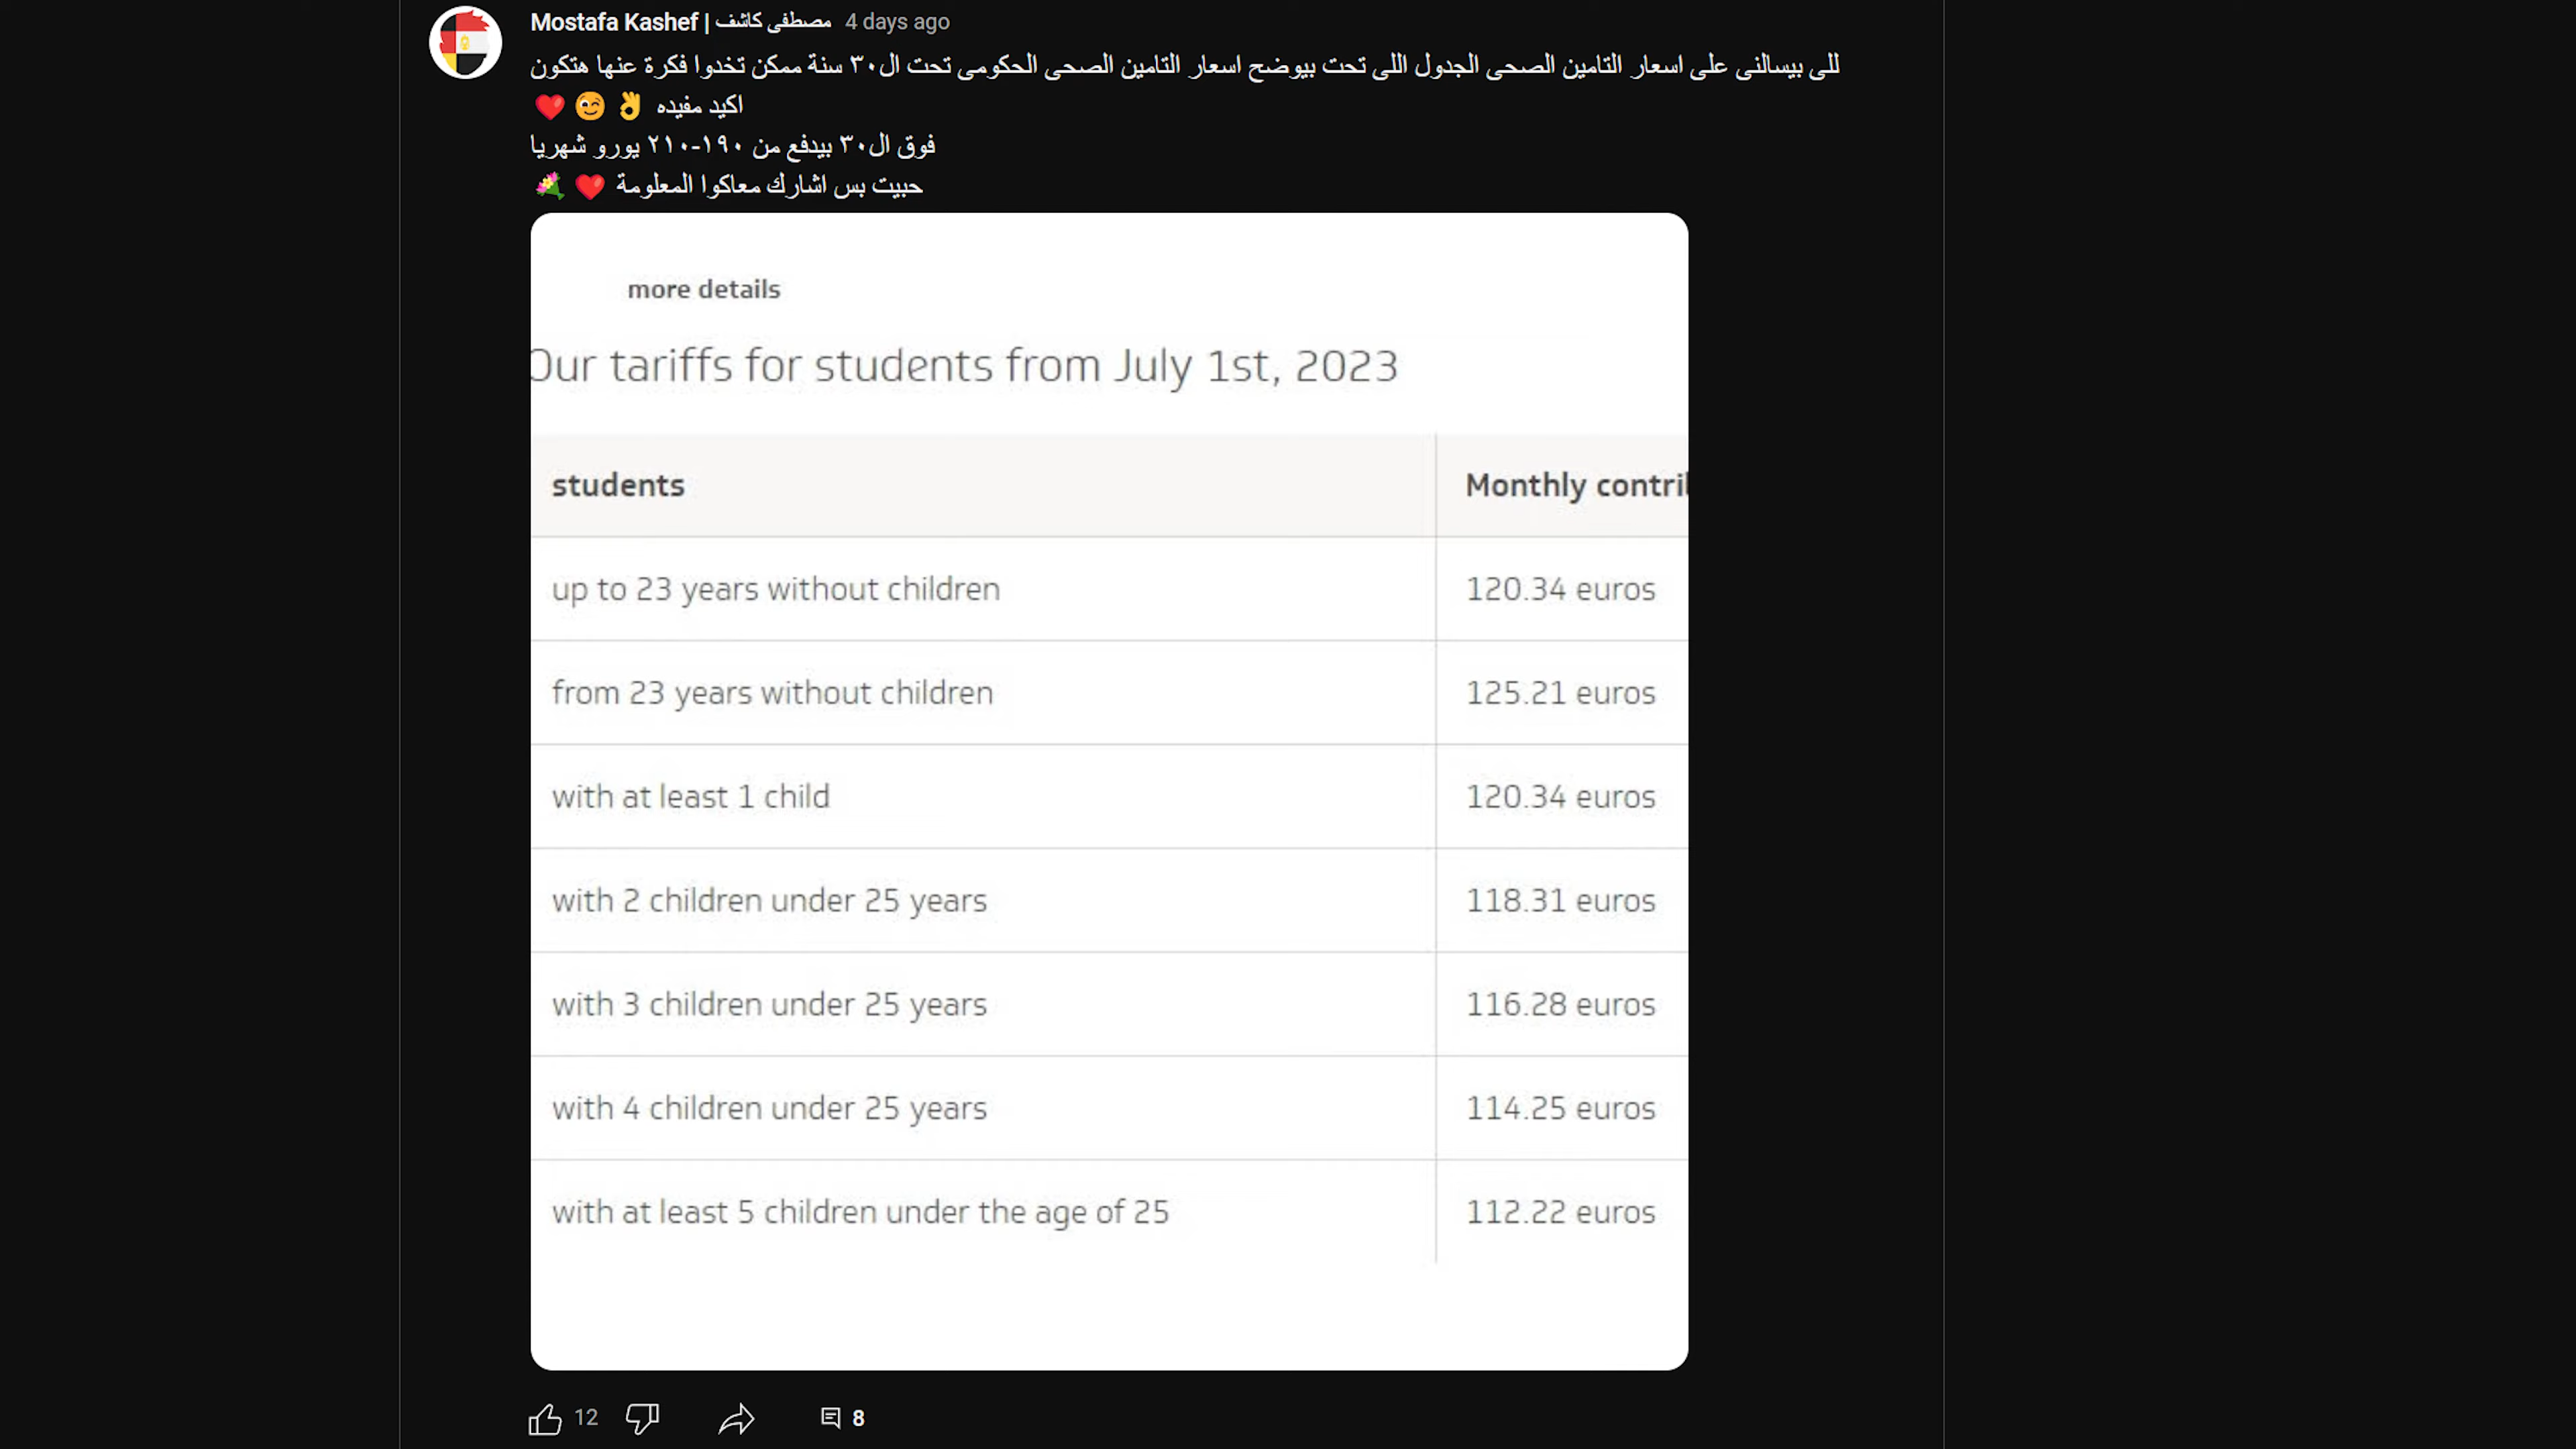 Mostafa Kashef | مصطفى كاشف 4 days ago
للى بيسالنى على اسعار التامين الصحى الجدول اللى تحت بيوضح اسعار التامين الصحى الحكومى تحت ال٣٠ سنة ممكن تخدوا فكرة عنها هتكون
اكيد مفيده 👌 😉 ❤️
فوق ال٣٠ بيدفع من ١٩٠-٢١٠ يورو شهريا
حبيت بس اشارك معاكوا المعلومة ❤️ 💐
more details
Our tariffs for students from July 1st, 2023
students Monthly contri
up to 23 years without children 120.34 euros
from 23 years without children 125.21 euros
with at least 1 child 120.34 euros
with 2 children under 25 years 118.31 euros
with 3 children under 25 years 116.28 euros
with 4 children under 25 years 114.25 euros
with at least 5 children under the age of 25 112.22 euros
12 8